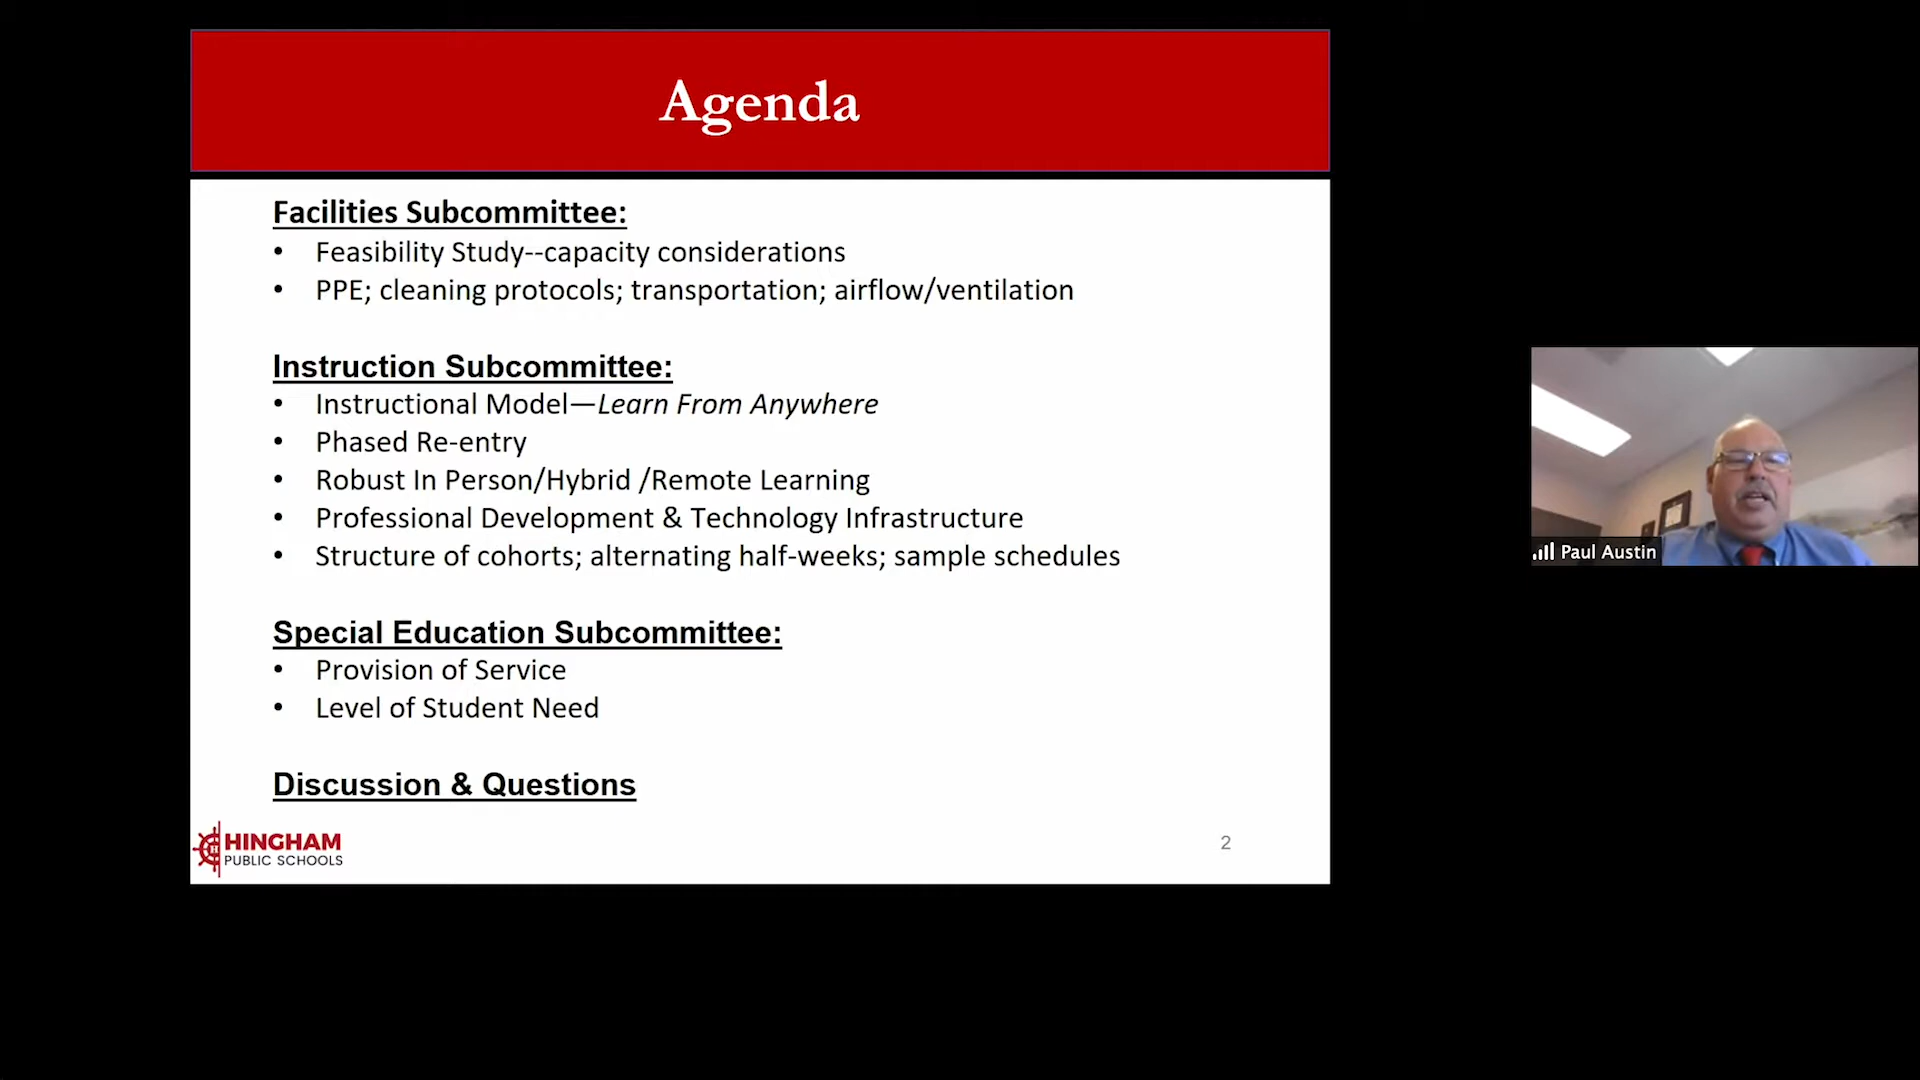 Agenda
Facilities Subcommittee:
• Feasibility Study--capacity considerations
• PPE; cleaning protocols; transportation; airflow/ventilation
Instruction Subcommittee:
• Instructional Model—Learn From Anywhere
• Phased Re-entry
• Robust In Person/Hybrid /Remote Learning
• Professional Development & Technology Infrastructure
• Structure of cohorts; alternating half-weeks; sample schedules
Special Education Subcommittee:
• Provision of Service
• Level of Student Need
Discussion & Questions
H
HINGHAM
PUBLIC SCHOOLS
2
Paul Austin